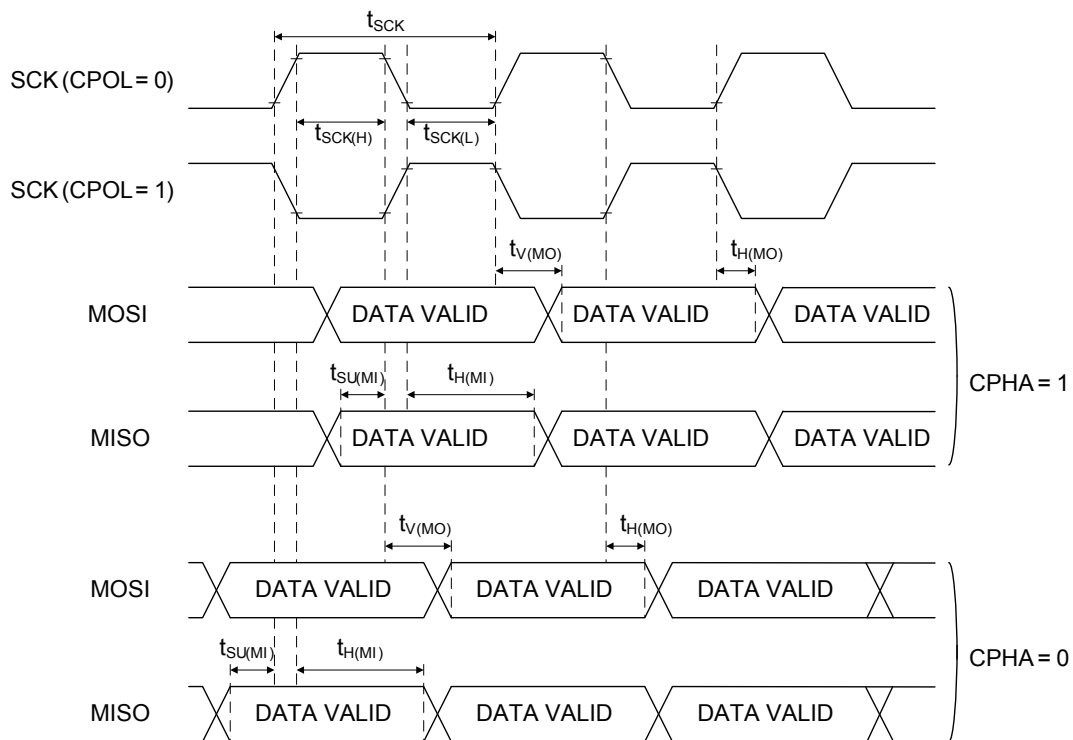 tSCK
SCK (CPOL = 0)
tSCK(H) tSCK(L)
SCK (CPOL = 1)
tV(MO) tH(MO)
MOSI DATA VALID DATA VALID DATA VALID
tSU(MI) tH(MI)
CPHA = 1
MISO DATA VALID DATA VALID DATA VALID
tV(MO) tH(MO)
MOSI DATA VALID DATA VALID DATA VALID
tSU(MI) tH(MI)
CPHA = 0
MISO DATA VALID DATA VALID DATA VALID